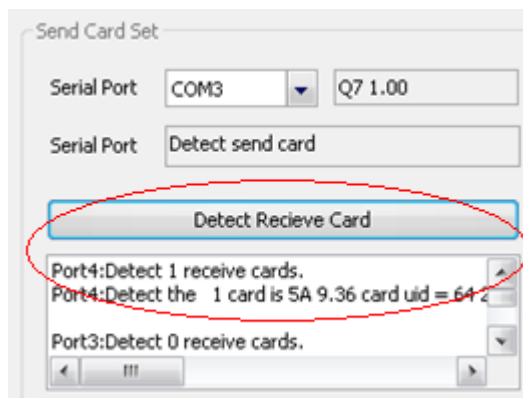 Send Card Set
Serial Port COM3 Q7 1.00
Serial Port Detect send card
Detect Recieve Card
Port4:Detect 1 receive cards.
Port4:Detect the 1 card is 5A 9.36 card uid = 64
Port3:Detect 0 receive cards.